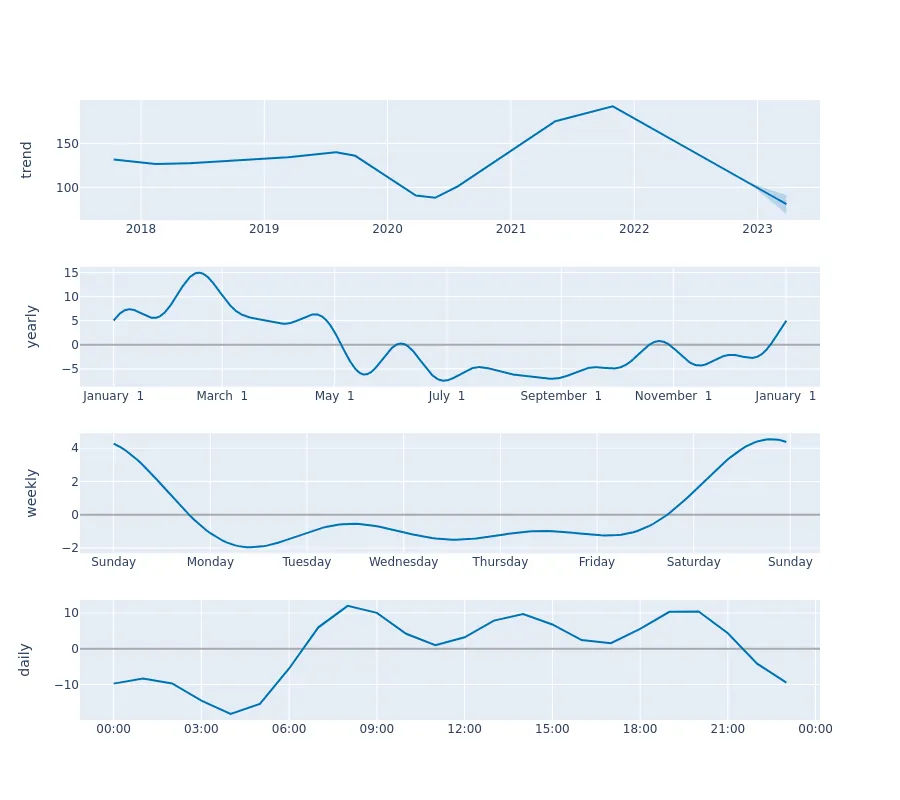 trend
150
100
2018 2019 2020 2021 2022 2023
yearly
15
10
5
0
−5
January 1 March 1 May 1 July 1 September 1 November 1 January 1
weekly
4
2
0
−2
Sunday Monday Tuesday Wednesday Thursday Friday Saturday Sunday
daily
10
0
−10
00:00 03:00 06:00 09:00 12:00 15:00 18:00 21:00 00:00